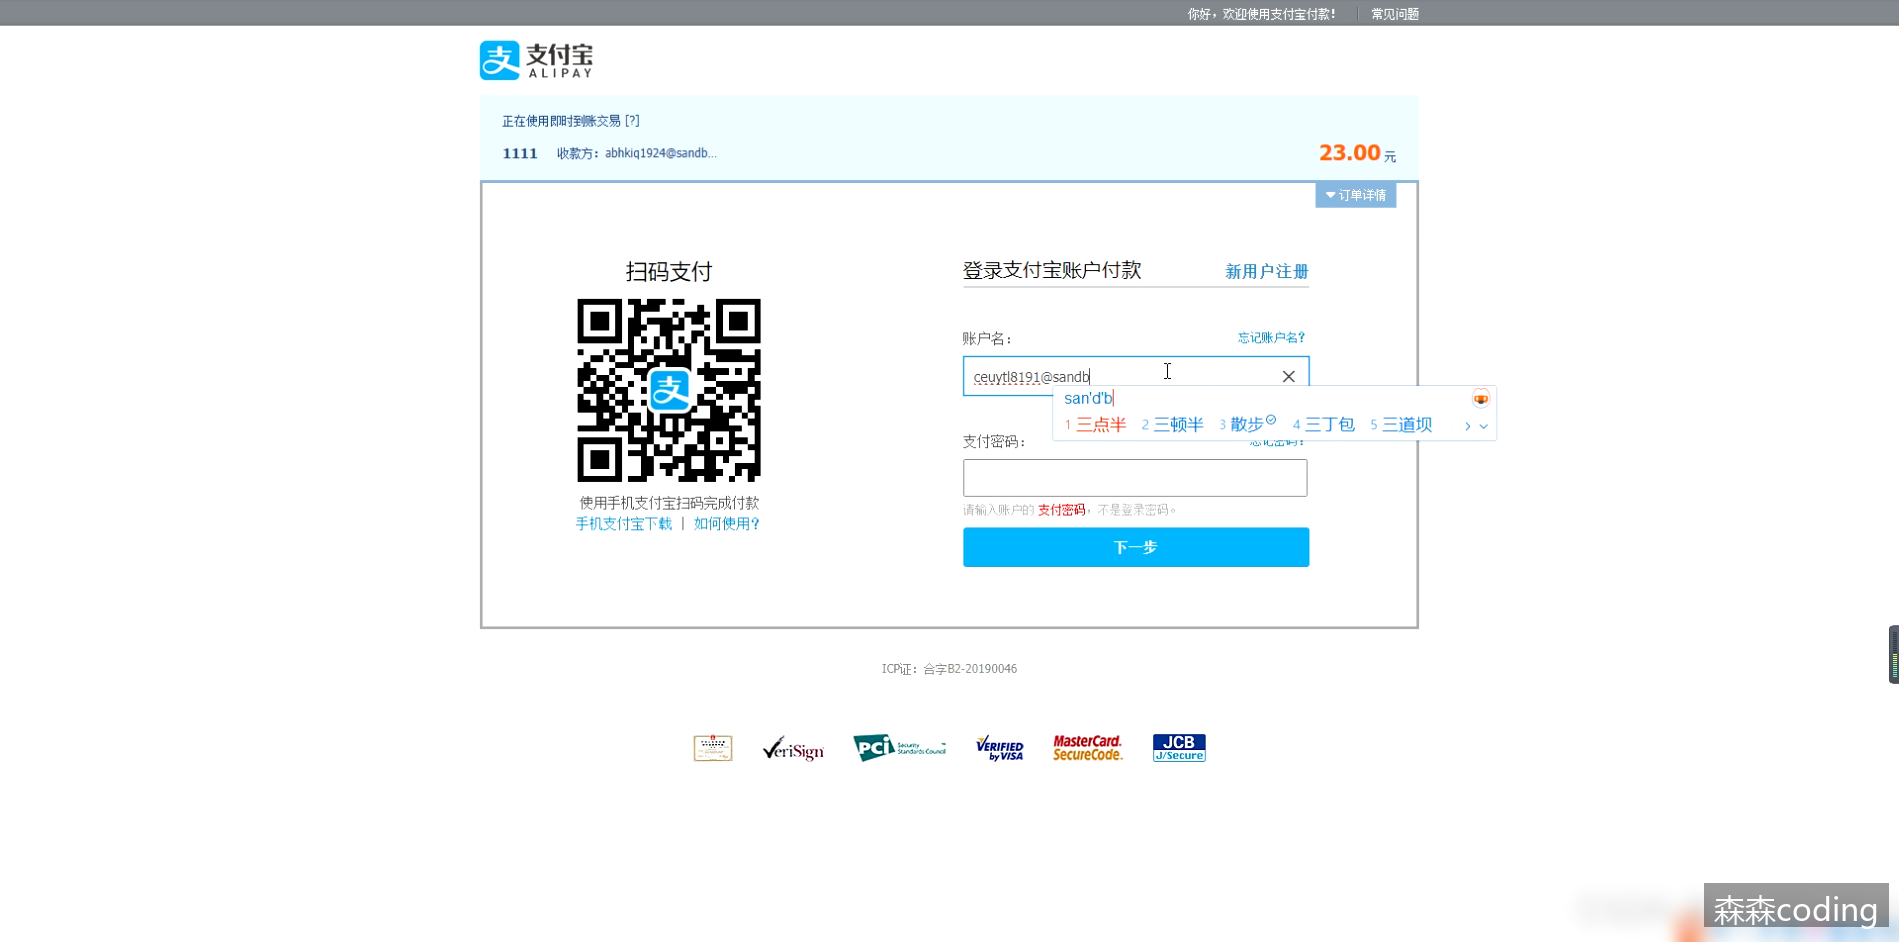 你好，欢迎使用支付宝付款！ 常见问题
支付宝
ALIPAY
正在使用即时到账交易 [?]
1111 收款方：abhkiq1924@sandb... 23.00 元
订单详情
扫码支付
使用手机支付宝扫码完成付款
手机支付宝下载 | 如何使用?
登录支付宝账户付款 新用户注册
账户名： 忘记账户名?
ceuytl8191@sandb
san'd'b
1 三点半 2 三顿半 3 散步 4 三丁包 5 三道坝
支付密码： 忘记密码?
请输入账户的 支付密码，不是登录密码。
下一步
ICP证：合字B2-20190046
VeriSign
PCI Security Standards Council
VERIFIED by VISA
MasterCard. SecureCode.
JCB J/Secure
森森coding